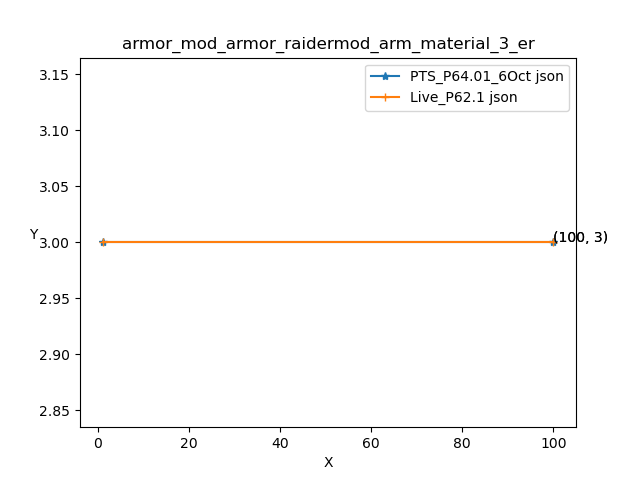 armor_mod_armor_raidermod_arm_material_3_er
PTS_P64.01_6Oct json
Live_P62.1 json
3.15
3.10
3.05
Y
3.00
(100, 3)
2.95
2.90
2.85
0
20
40
60
80
100
X